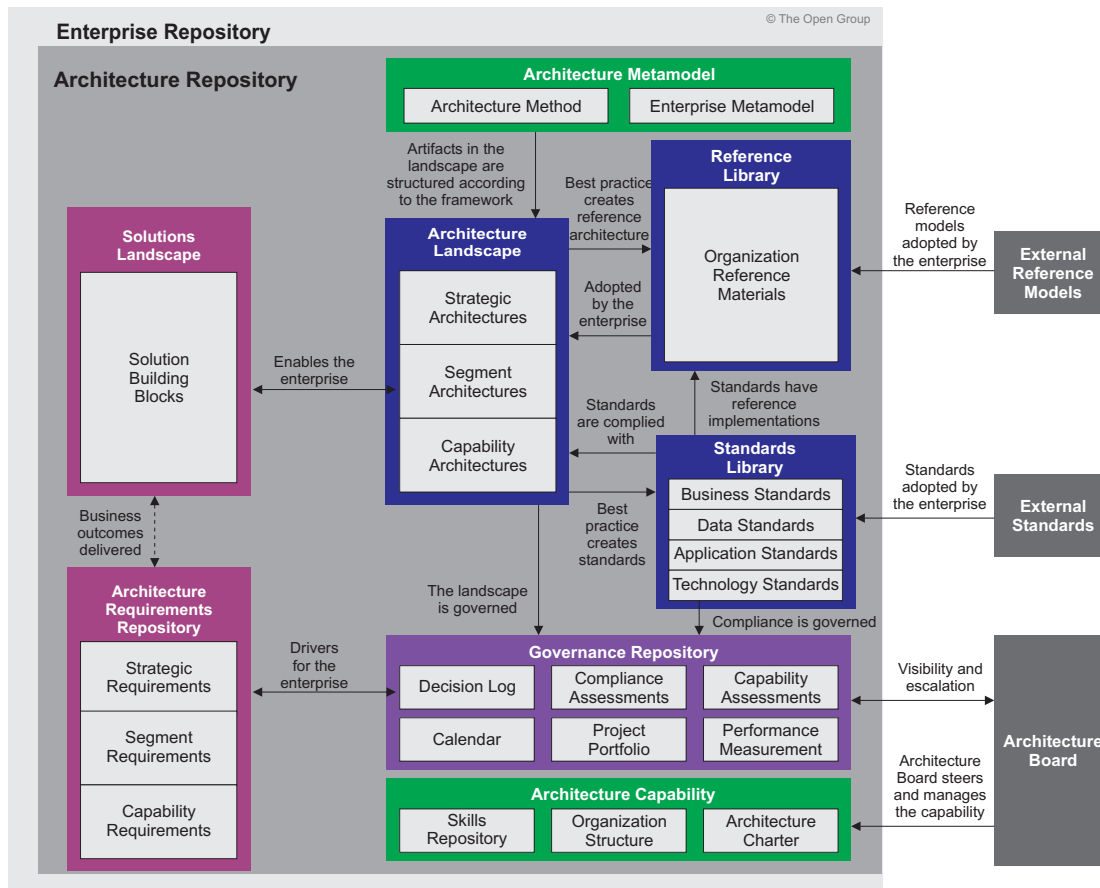 © The Open Group
Enterprise Repository
Architecture Repository
Architecture Metamodel
Architecture Method
Enterprise Metamodel
Artifacts in the
landscape are
structured according
to the framework
Best practice
creates
reference
architecture
Reference
Library
Organization
Reference
Materials
Reference
models
adopted by
the enterprise
External
Reference
Models
Solutions
Landscape
Solution
Building
Blocks
Enables the
enterprise
Architecture
Landscape
Strategic
Architectures
Segment
Architectures
Capability
Architectures
Adopted
by the
enterprise
Standards have
reference
implementations
Standards
are complied
with
Standards
Library
Business Standards
Data Standards
Application Standards
Technology Standards
Standards
adopted by
the enterprise
External
Standards
Best
practice
creates
standards
Business
outcomes
delivered
The landscape
is governed
Compliance is governed
Architecture
Requirements
Repository
Strategic
Requirements
Segment
Requirements
Capability
Requirements
Drivers
for the
enterprise
Governance Repository
Decision Log
Compliance
Assessments
Capability
Assessments
Calendar
Project
Portfolio
Performance
Measurement
Visibility and
escalation
Architecture
Board
Architecture
Board steers
and manages
the capability
Architecture Capability
Skills
Repository
Organization
Structure
Architecture
Charter